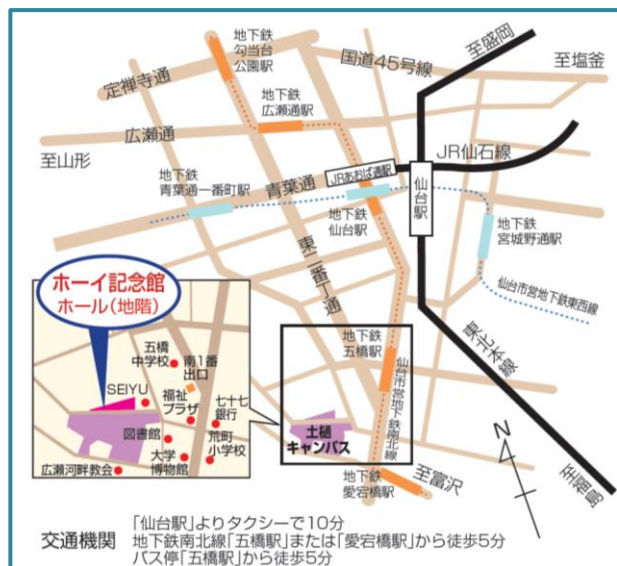 至盛岡
地下鉄
勾当台
公園駅
国道45号線
至塩釜
定禅寺通
地下鉄
広瀬通駅
広瀬通
JR仙石線
至山形
JRあおば通駅
地下鉄
青葉通一番町駅
青葉通
仙台駅
地下鉄
仙台駅
地下鉄
宮城野通駅
東二番丁通
仙台市営地下鉄東西線
ホーイ記念館
ホール(地階)
地下鉄
五橋駅
東北本線
五橋
中学校
南1番
出口
仙台市営地下鉄南北線
SEIYU
福祉
プラザ
七十七
銀行
土樋
キャンパス
図書館
荒町
小学校
大学
博物館
広瀬河畔教会
N
地下鉄
愛宕橋駅
至富沢
至福島
交通機関
「仙台駅」よりタクシーで10分
地下鉄南北線「五橋駅」または「愛宕橋駅」から徒歩5分
バス停「五橋駅」から徒歩5分